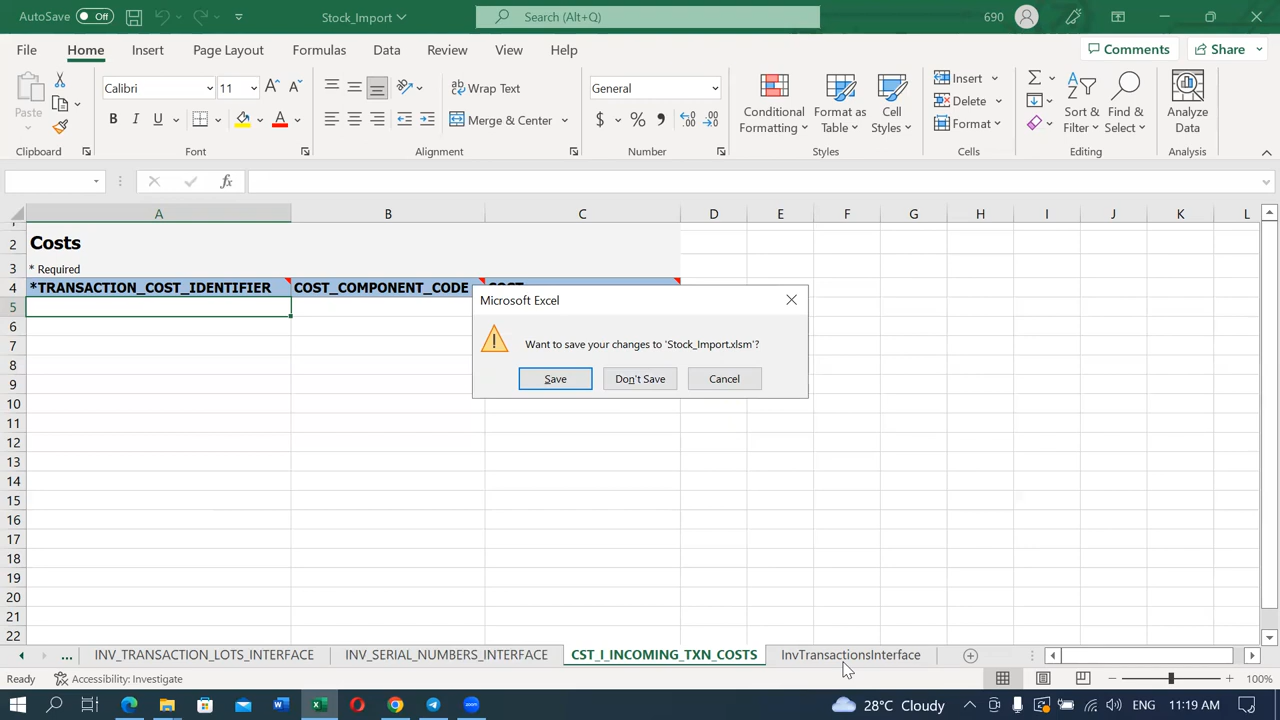 AutoSave Off Stock_Import Search (Alt+Q) 690
File Home Insert Page Layout Formulas Data Review View Help Comments Share
Paste
Calibri 11 Wrap Text General Conditional Formatting Format as Table Cell Styles Insert Sort & Filter Find & Select Analyze Data
B I U A Merge & Center $ % Delete
Format
Clipboard Font Alignment Number Styles Cells Editing Analysis
fx
A B C D E F G H I J K L
2 Costs
3 * Required
4 *TRANSACTION_COST_IDENTIFIER COST_COMPONENT_CODE COST
5
6
7
8
9
10
11
12
13
14
15
16
17
18
19
20
21
22
Microsoft Excel
Want to save your changes to 'Stock_Import.xlsm'?
Save Don't Save Cancel
... INV_TRANSACTION_LOTS_INTERFACE INV_SERIAL_NUMBERS_INTERFACE CST_I_INCOMING_TXN_COSTS InvTransactionsInterface
Ready Accessibility: Investigate 100%
28°C Cloudy ENG 11:19 AM